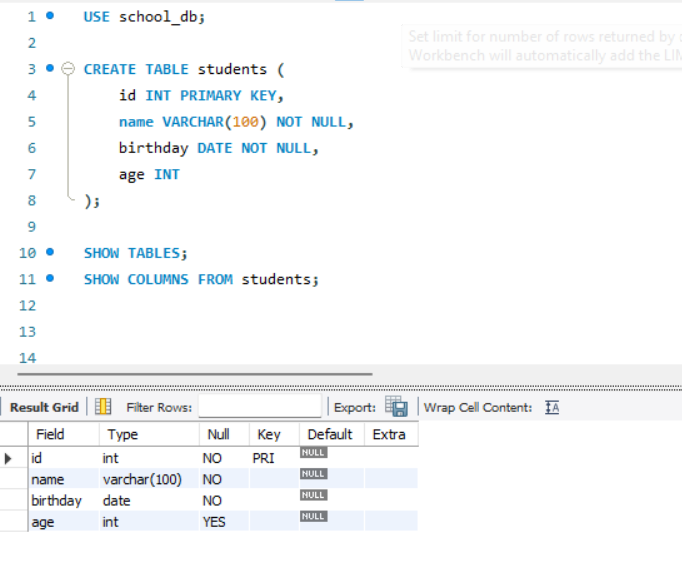 1 USE school_db;
2
3 CREATE TABLE students (
4 id INT PRIMARY KEY,
5 name VARCHAR(100) NOT NULL,
6 birthday DATE NOT NULL,
7 age INT
8 );
9
10 SHOW TABLES;
11 SHOW COLUMNS FROM students;
12
13
14
Set limit for number of rows returned by
Workbench will automatically add the LIM
Result Grid Filter Rows: Export: Wrap Cell Content: IA
Field Type Null Key Default Extra
id int NO PRI NULL
name varchar(100) NO NULL
birthday date NO NULL
age int YES NULL